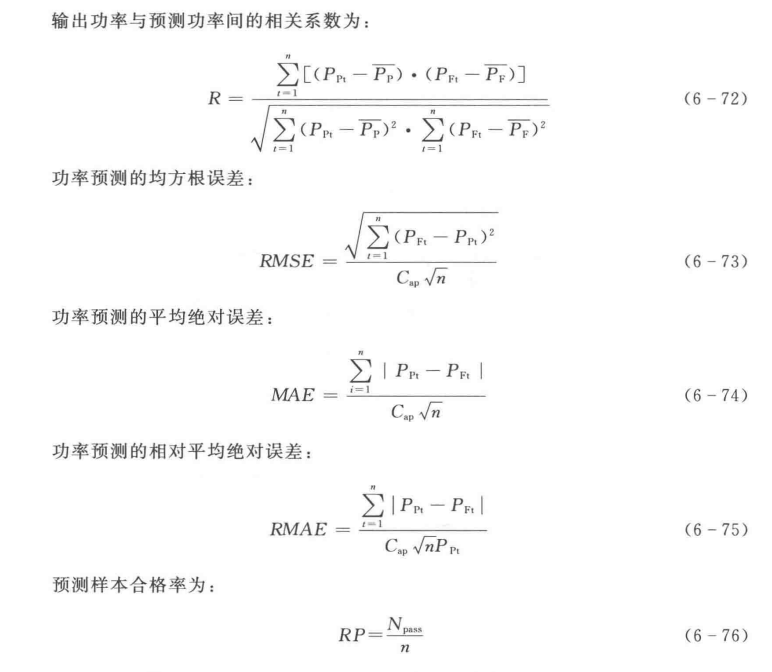 输出功率与预测功率间的相关系数为：
R = \frac{\sum_{t=1}^{n}[(P_{Pt} - \overline{P_P}) \cdot (P_{Ft} - \overline{P_F})]}{\sqrt{\sum_{t=1}^{n}(P_{Pt} - \overline{P_P})^2 \cdot \sum_{t=1}^{n}(P_{Ft} - \overline{P_F})^2}} （6-72）
功率预测的均方根误差：
RMSE = \frac{\sqrt{\sum_{t=1}^{n}(P_{Ft} - P_{Pt})^2}}{C_{ap}\sqrt{n}} （6-73）
功率预测的平均绝对误差：
MAE = \frac{\sum_{i=1}^{n}|P_{Pt} - P_{Ft}|}{C_{ap}\sqrt{n}} （6-74）
功率预测的相对平均绝对误差：
RMAE = \frac{\sum_{t=1}^{n}|P_{Pt} - P_{Ft}|}{C_{ap}\sqrt{n}P_{Pt}} （6-75）
预测样本合格率为：
RP = \frac{N_{pass}}{n} （6-76）